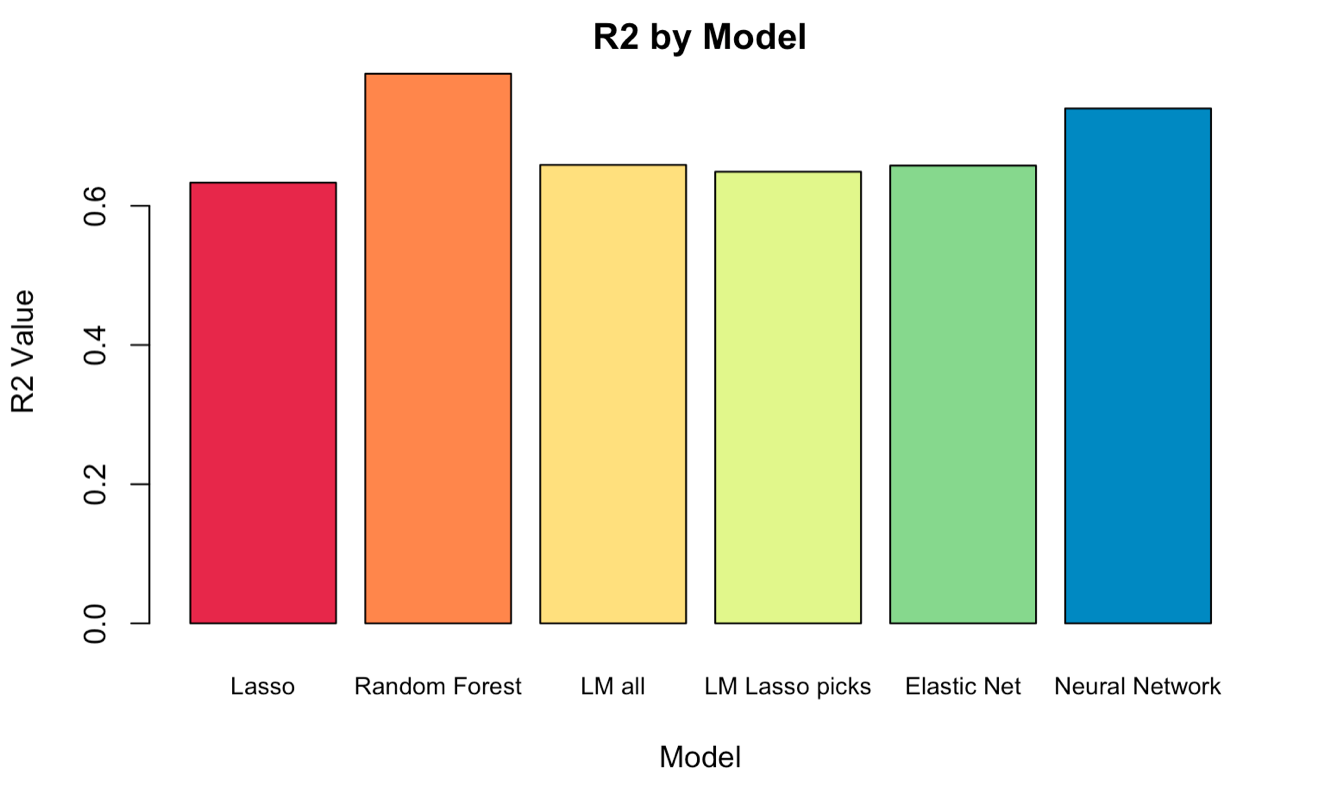 R2 by Model
R2 Value
0.6
0.4
0.2
0.0
Lasso Random Forest LM all LM Lasso picks Elastic Net Neural Network
Model